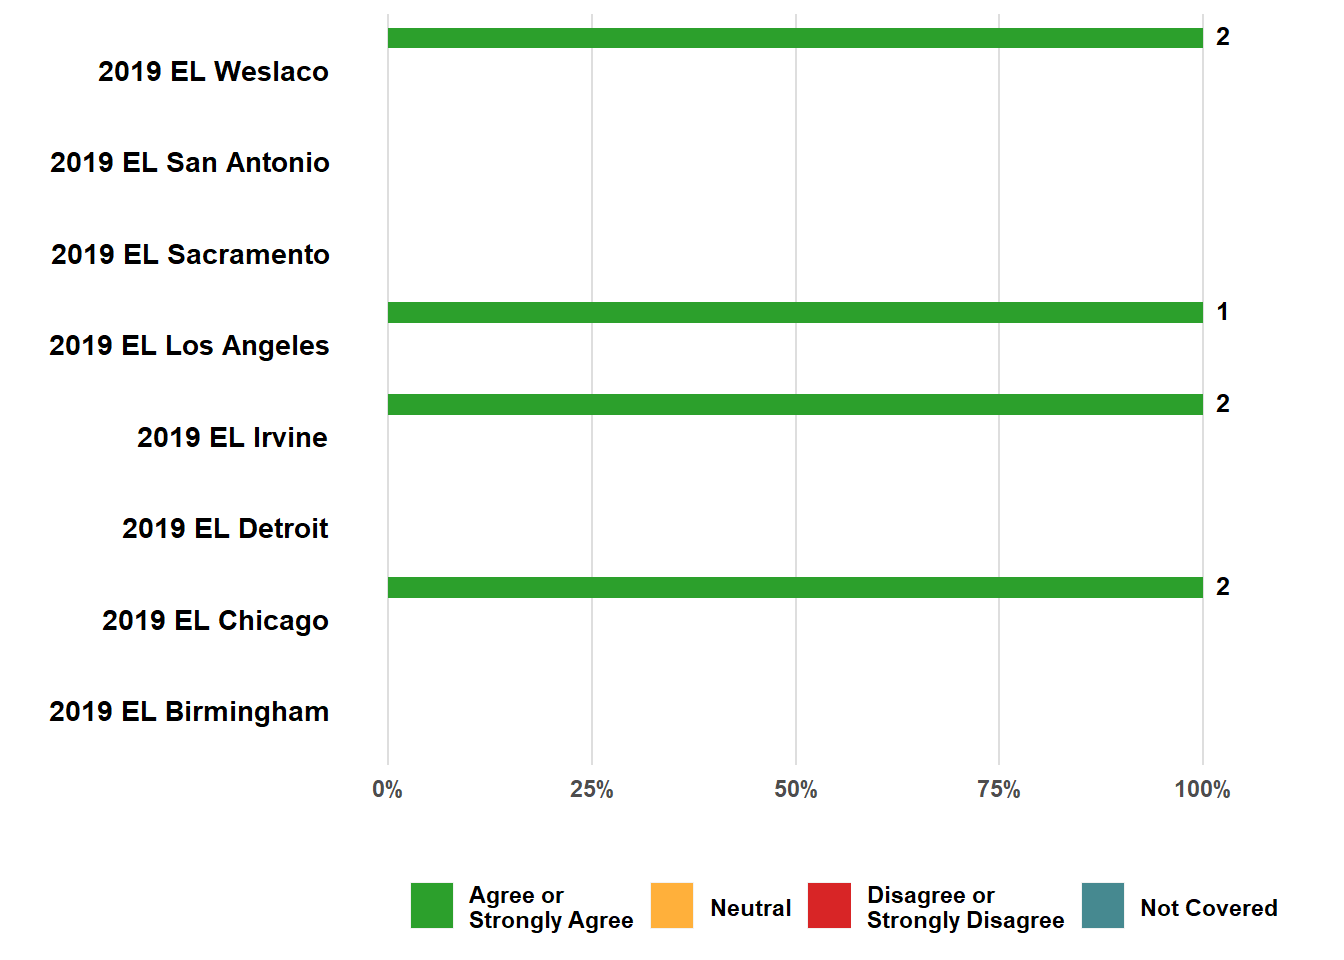 2
2019 EL Weslaco
2019 EL San Antonio
2019 EL Sacramento
1
2019 EL Los Angeles
2
2019 EL Irvine
2019 EL Detroit
2
2019 EL Chicago
2019 EL Birmingham
0% 25% 50% 75% 100%
Agree or
Strongly Agree
Neutral
Disagree or
Strongly Disagree
Not Covered